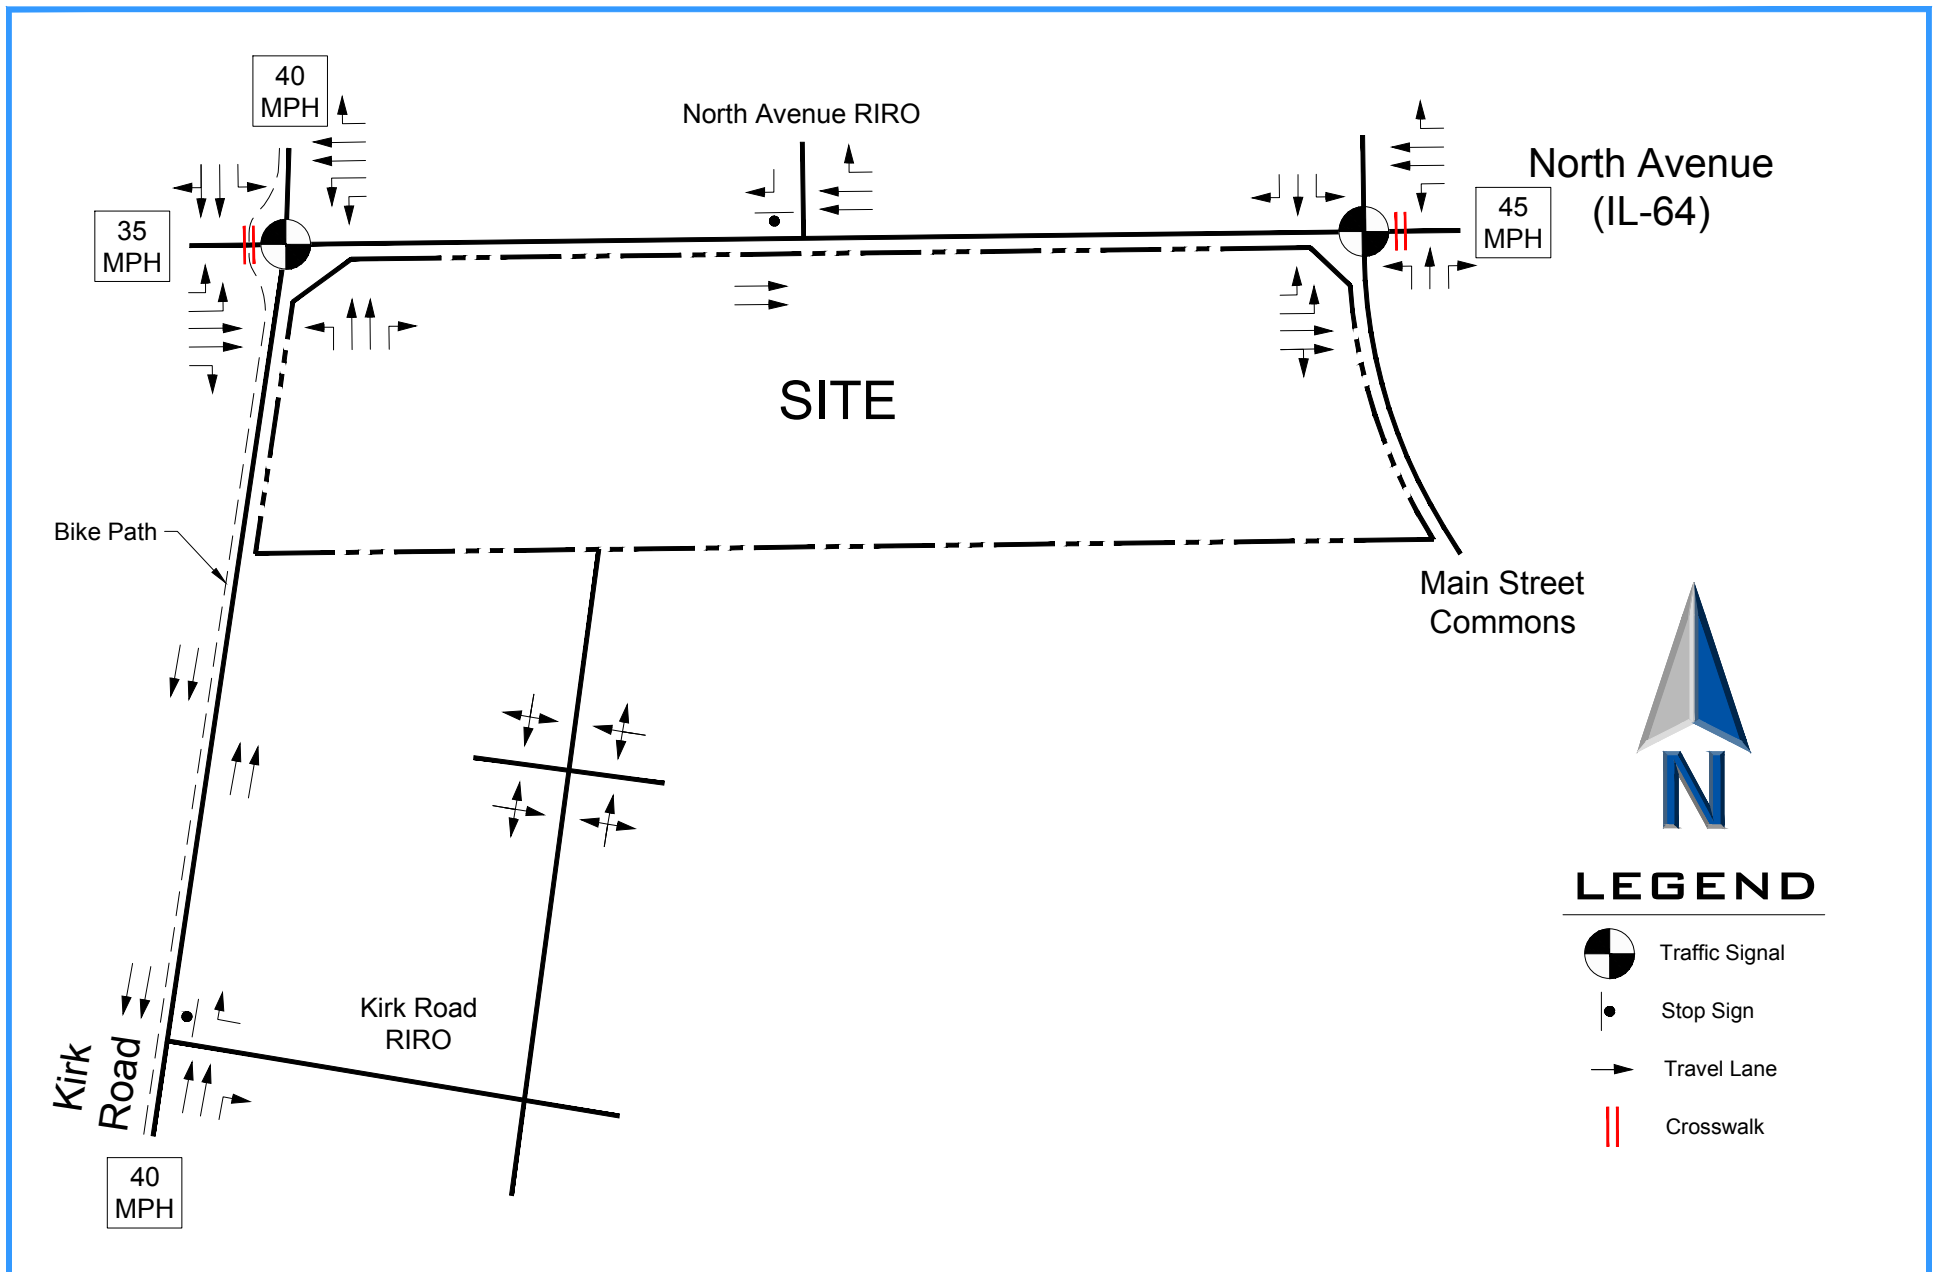 40
MPH
North Avenue RIRO
North Avenue
(IL-64)
35
MPH
45
MPH
SITE
Bike Path
Main Street
Commons
N
LEGEND
Traffic Signal
Stop Sign
Travel Lane
Crosswalk
Kirk Road
RIRO
Kirk
Road
40
MPH